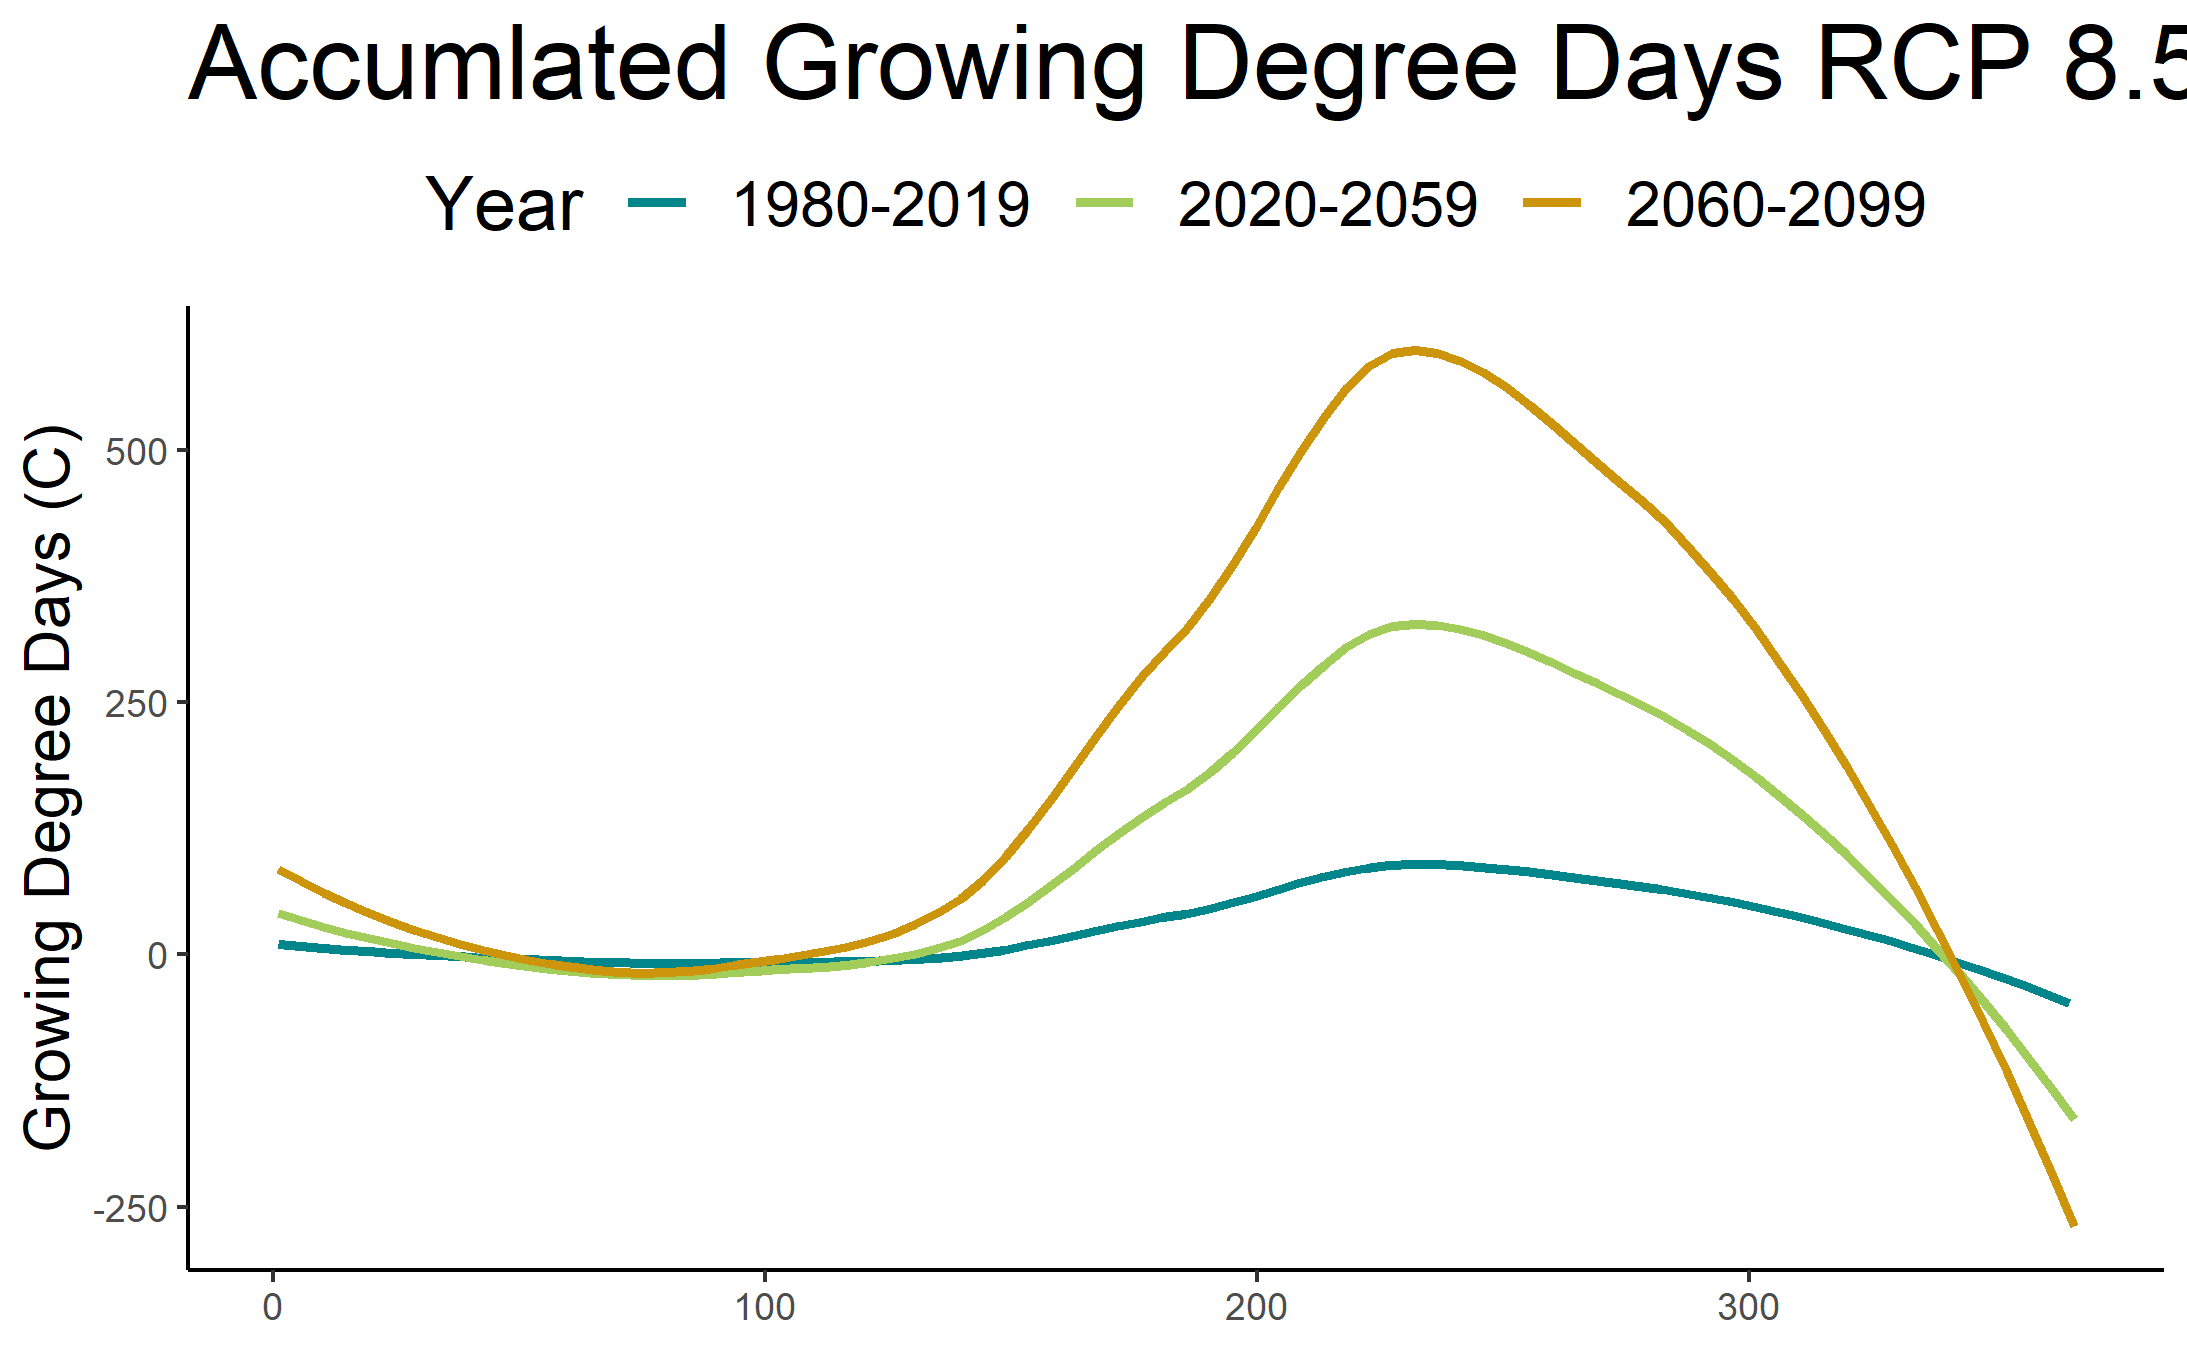 Accumlated Growing Degree Days RCP 8.5
Year 1980-2019 2020-2059 2060-2099
Growing Degree Days (C)
500
250
0
-250
0 100 200 300